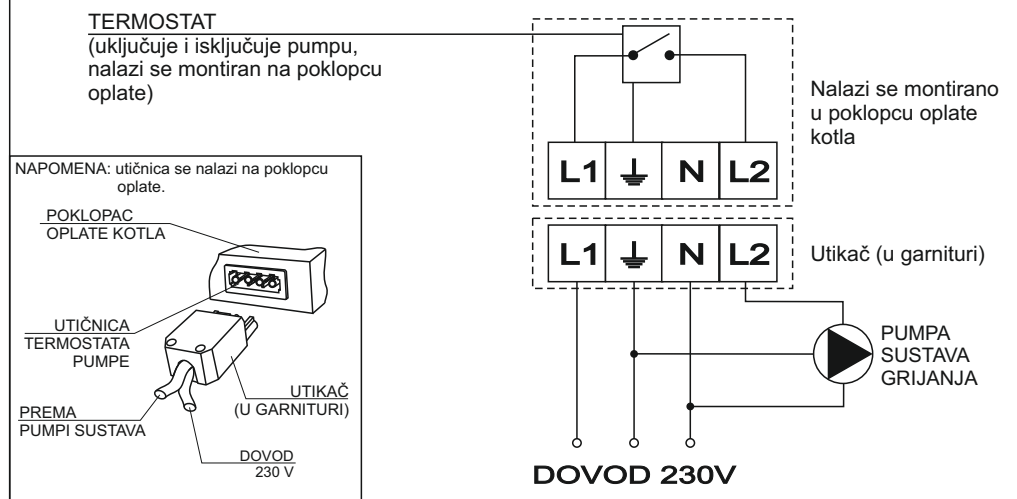 TERMOSTAT
(uključuje i isključuje pumpu,
nalazi se montiran na poklopcu
oplate)
Nalazi se montirano
u poklopcu oplate
kotla
L1 N L2
NAPOMENA: utičnica se nalazi na poklopcu
oplate.
POKLOPAC
OPLATE KOTLA
UTIČNICA
TERMOSTATA
PUMPE
UTIKAČ
(U GARNITURI)
PREMA
PUMPI SUSTAVA
DOVOD
230 V
L1 N L2
Utikač (u garnituri)
PUMPA
SUSTAVA
GRIJANJA
DOVOD 230V